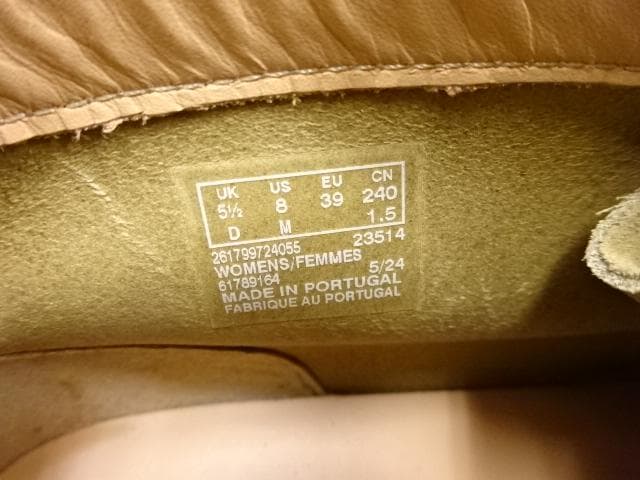 UK US EU CN
5½ 8 39 240
D M 1.5
261799724055 23514
WOMENS/FEMMES
61789164 5/24
MADE IN PORTUGAL
FABRIQUE AU PORTUGAL